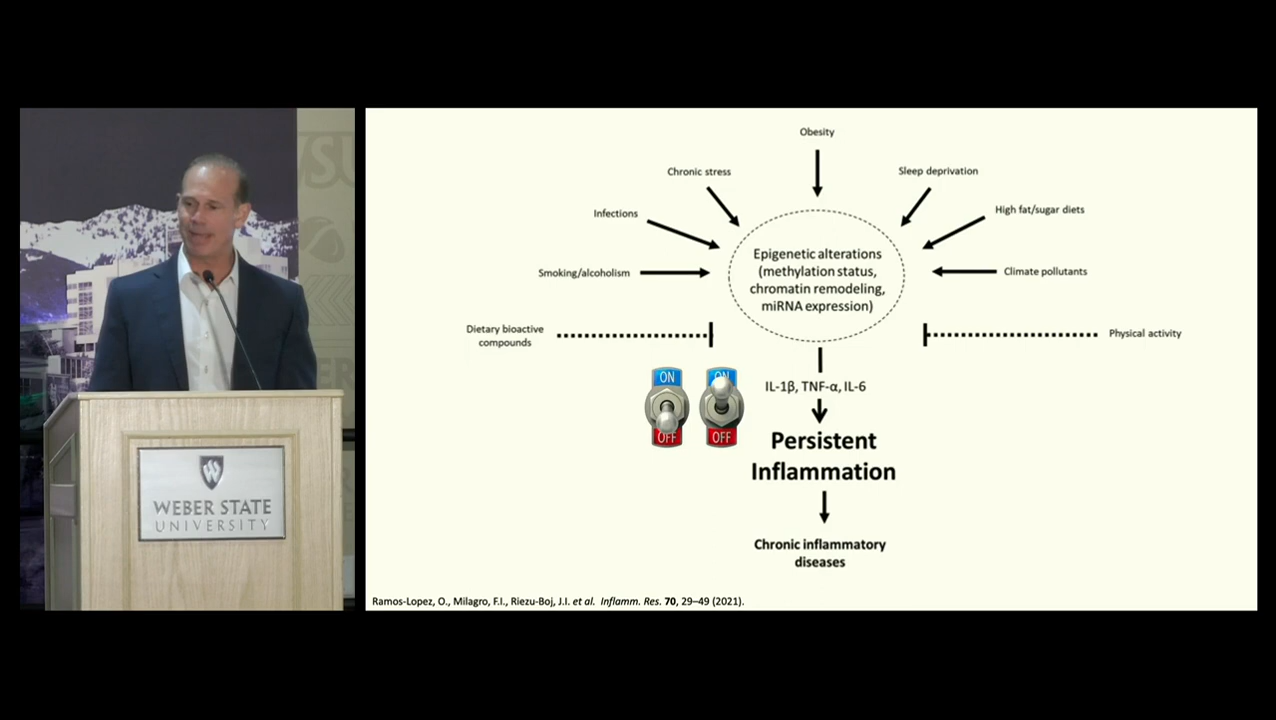 WEBER STATE
UNIVERSITY
Obesity
Chronic stress
Sleep deprivation
Infections
High fat/sugar diets
Smoking/alcoholism
Climate pollutants
Epigenetic alterations
(methylation status,
chromatin remodeling,
miRNA expression)
Dietary bioactive
compounds
Physical activity
ON
OFF
ON
OFF
IL-1β, TNF-α, IL-6
Persistent
Inflammation
Chronic inflammatory
diseases
Ramos-Lopez, O., Milagro, F.I., Riezu-Boj, J.I. et al. Inflamm. Res. 70, 29–49 (2021).